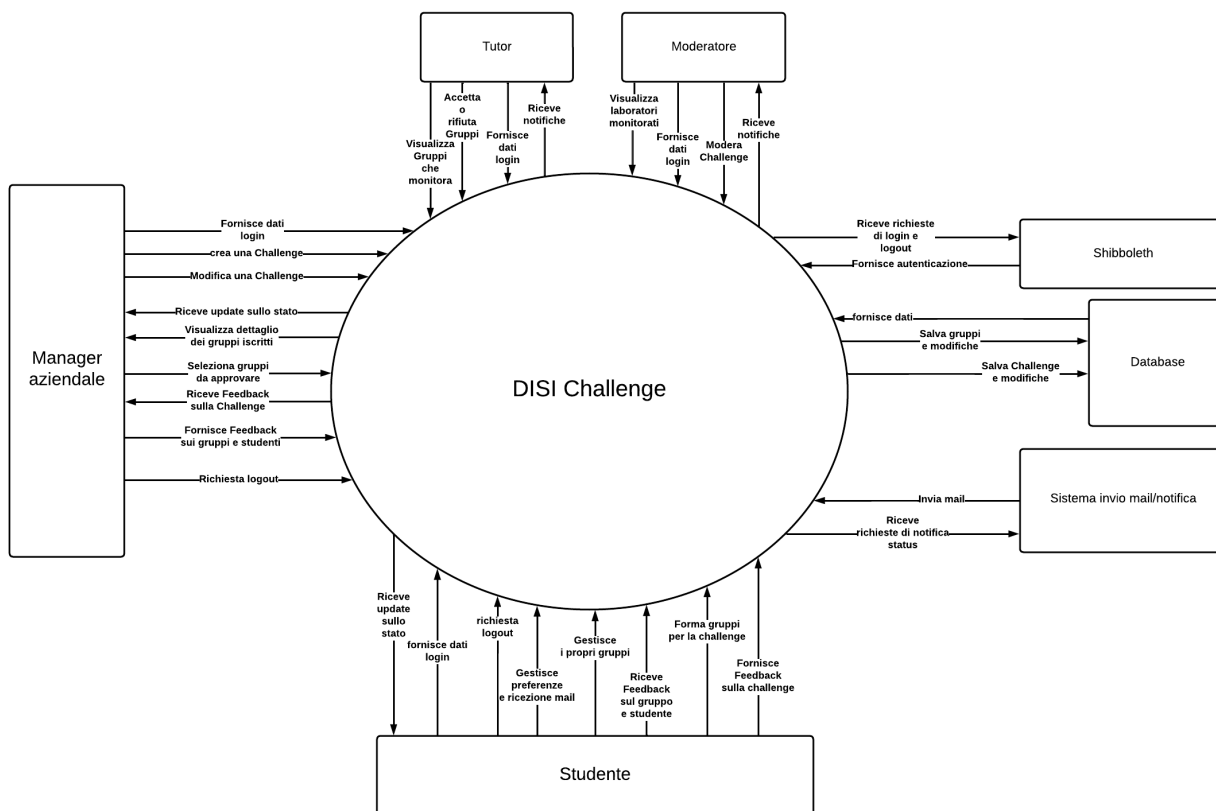 Tutor
Moderatore
Visualizza
Gruppi
che
monitora
Accetta
o
rifiuta
Gruppi
Fornisce
dati
login
Riceve
notifiche
Visualizza
laboratori
monitorati
Fornisce
dati
login
Modera
Challenge
Riceve
notifiche
Manager
aziendale
Fornisce dati
login
crea una Challenge
Modifica una Challenge
Riceve update sullo stato
Visualizza dettaglio
dei gruppi iscritti
Seleziona gruppi
da approvare
Riceve Feedback
sulla Challenge
Fornisce Feedback
sui gruppi e studenti
Richiesta logout
DISI Challenge
Riceve richieste
di login e
logout
Fornisce autenticazione
Shibboleth
fornisce dati
Salva gruppi
e modifiche
Salva Challenge
e modifiche
Database
Invia mail
Riceve
richieste di notifica
status
Sistema invio mail/notifica
Riceve
update
sullo
stato
fornisce dati
login
richiesta
logout
Gestisce
preferenze
e ricezione mail
Gestisce
i propri gruppi
Riceve
Feedback
sul gruppo
e studente
Forma gruppi
per la challenge
Fornisce
Feedback
sulla challenge
Studente